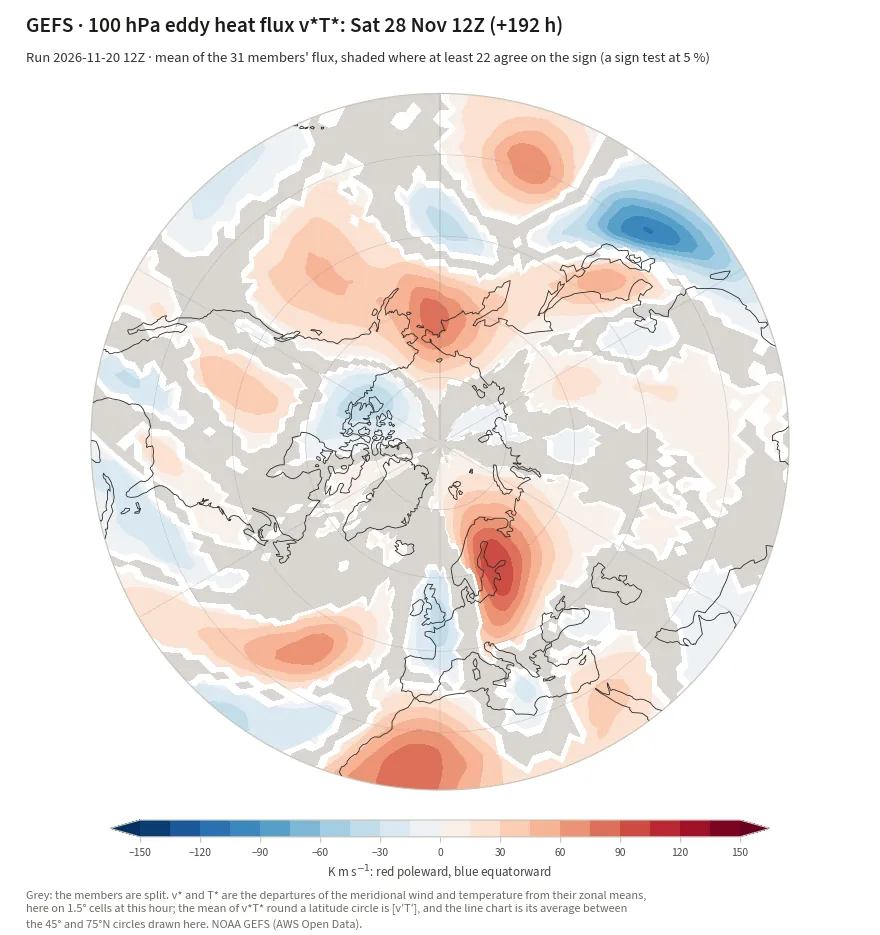 GEFS · 100 hPa eddy heat flux v*T*: Sat 28 Nov 12Z (+192 h)
Run 2026-11-20 12Z · mean of the 31 members' flux, shaded where at least 22 agree on the sign (a sign test at 5 %)
−150 −120 −90 −60 −30 0 30 60 90 120 150
K m s⁻¹: red poleward, blue equatorward
Grey: the members are split. v* and T* are the departures of the meridional wind and temperature from their zonal means,
here on 1.5° cells at this hour; the mean of v*T* round a latitude circle is [v'T'], and the line chart is its average between
the 45° and 75°N circles drawn here. NOAA GEFS (AWS Open Data).